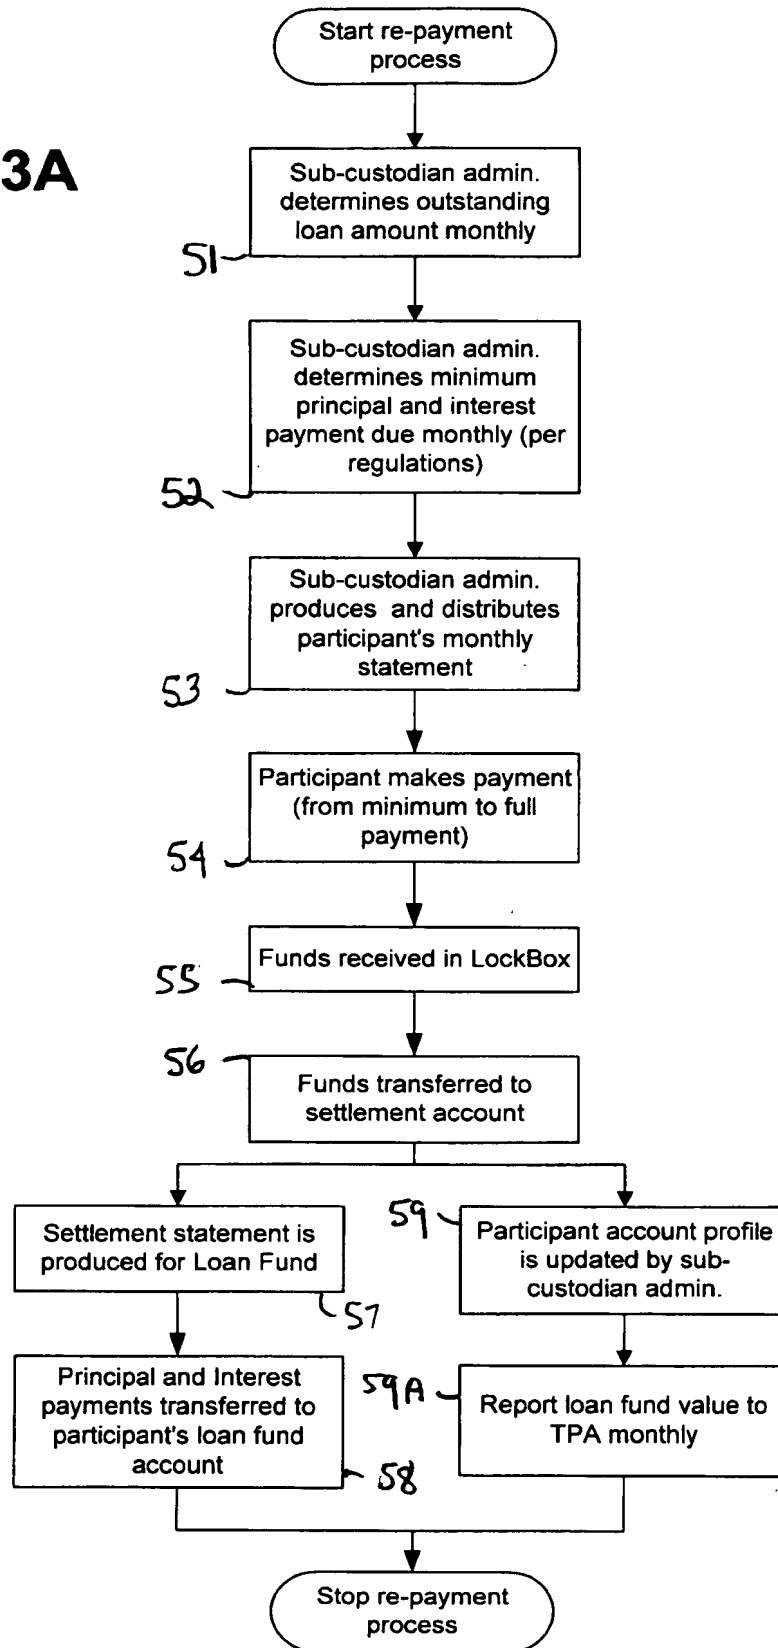 Start re-payment
process
3A
Sub-custodian admin.
determines outstanding
loan amount monthly
51
Sub-custodian admin.
determines minimum
principal and interest
payment due monthly (per
regulations)
52
Sub-custodian admin.
produces and distributes
participant's monthly
statement
53
Participant makes payment
(from minimum to full
payment)
54
Funds received in LockBox
55
56
Funds transferred to
settlement account
Settlement statement is
produced for Loan Fund
57
59
Participant account profile
is updated by sub-
custodian admin.
Principal and Interest
payments transferred to
participant's loan fund
account
58
59A
Report loan fund value to
TPA monthly
Stop re-payment
process